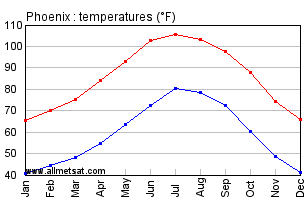 Phoenix : temperatures (°F)
110
100
90
80
70
60
50
40
www.allmetsat.com
Jan
Feb
Mar
Apr
May
Jun
Jul
Aug
Sep
Oct
Nov
Dec